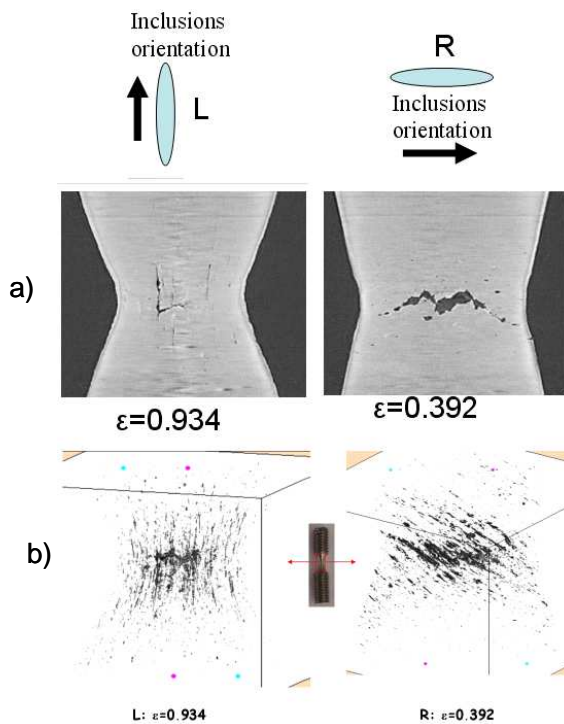 Inclusions
orientation
L
R
Inclusions
orientation
a)
ε=0.934
ε=0.392
b)
L: ε=0.934
R: ε=0.392